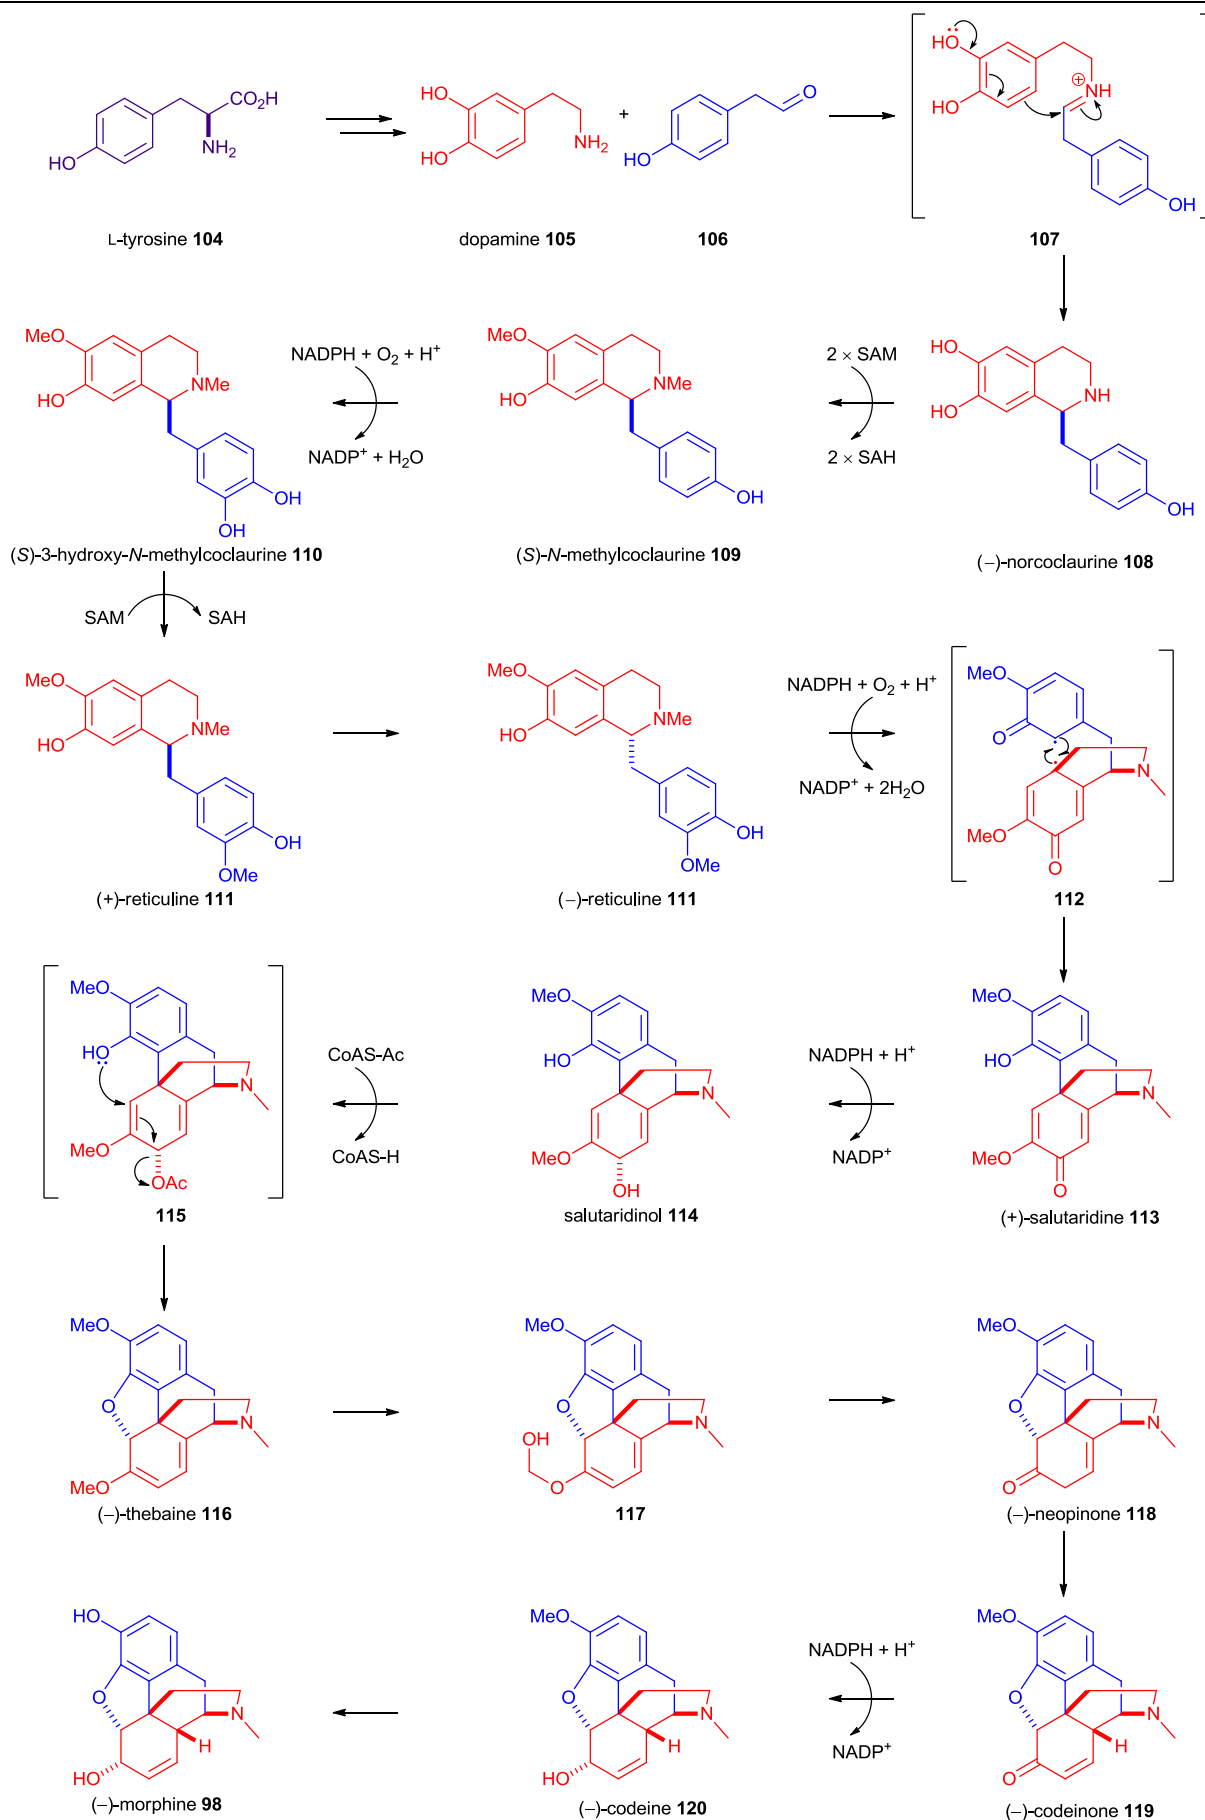 HO
CO2H
NH2
L-tyrosine 104
HO
HO
NH2
dopamine 105
+
O
HO
106
HO
HO
+
NH
OH
107
MeO
HO
NMe
OH
OH
(S)-3-hydroxy-N-methylcoclaurine 110
NADPH + O2 + H+
NADP+ + H2O
MeO
HO
NMe
OH
(S)-N-methylcoclaurine 109
2 × SAM
2 × SAH
HO
HO
NH
OH
(−)-norcoclaurine 108
SAM
SAH
MeO
HO
NMe
OH
OMe
(+)-reticuline 111
MeO
HO
NMe
OH
OMe
(−)-reticuline 111
NADPH + O2 + H+
NADP+ + 2H2O
MeO
O
N
MeO
O
112
MeO
HO
N
MeO
OAc
115
CoAS-Ac
CoAS-H
MeO
HO
N
MeO
OH
salutaridinol 114
NADPH + H+
NADP+
MeO
HO
N
MeO
O
(+)-salutaridine 113
MeO
O
N
MeO
(−)-thebaine 116
MeO
O
N
OH
O
117
MeO
O
N
O
(−)-neopinone 118
HO
O
N
H
HO
(−)-morphine 98
MeO
O
N
H
HO
(−)-codeine 120
NADPH + H+
NADP+
MeO
O
N
H
O
(−)-codeinone 119